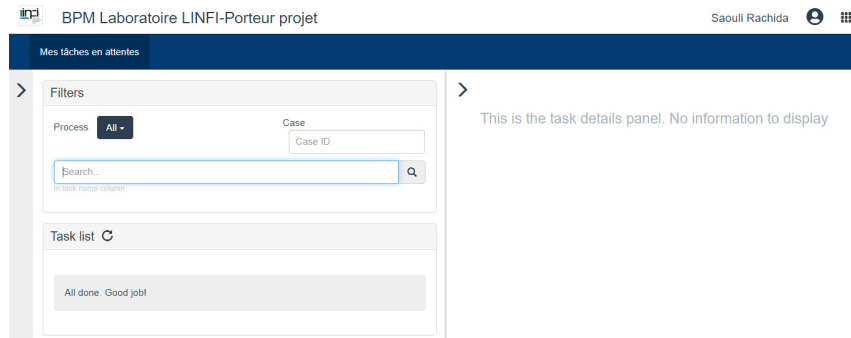 linfi
BPM Laboratoire LINFI-Porteur projet
Saouli Rachida
Mes tâches en attentes
Filters
Process
All
Case
Case ID
Search...
In task name column
Task list
All done. Good job!
This is the task details panel. No information to display